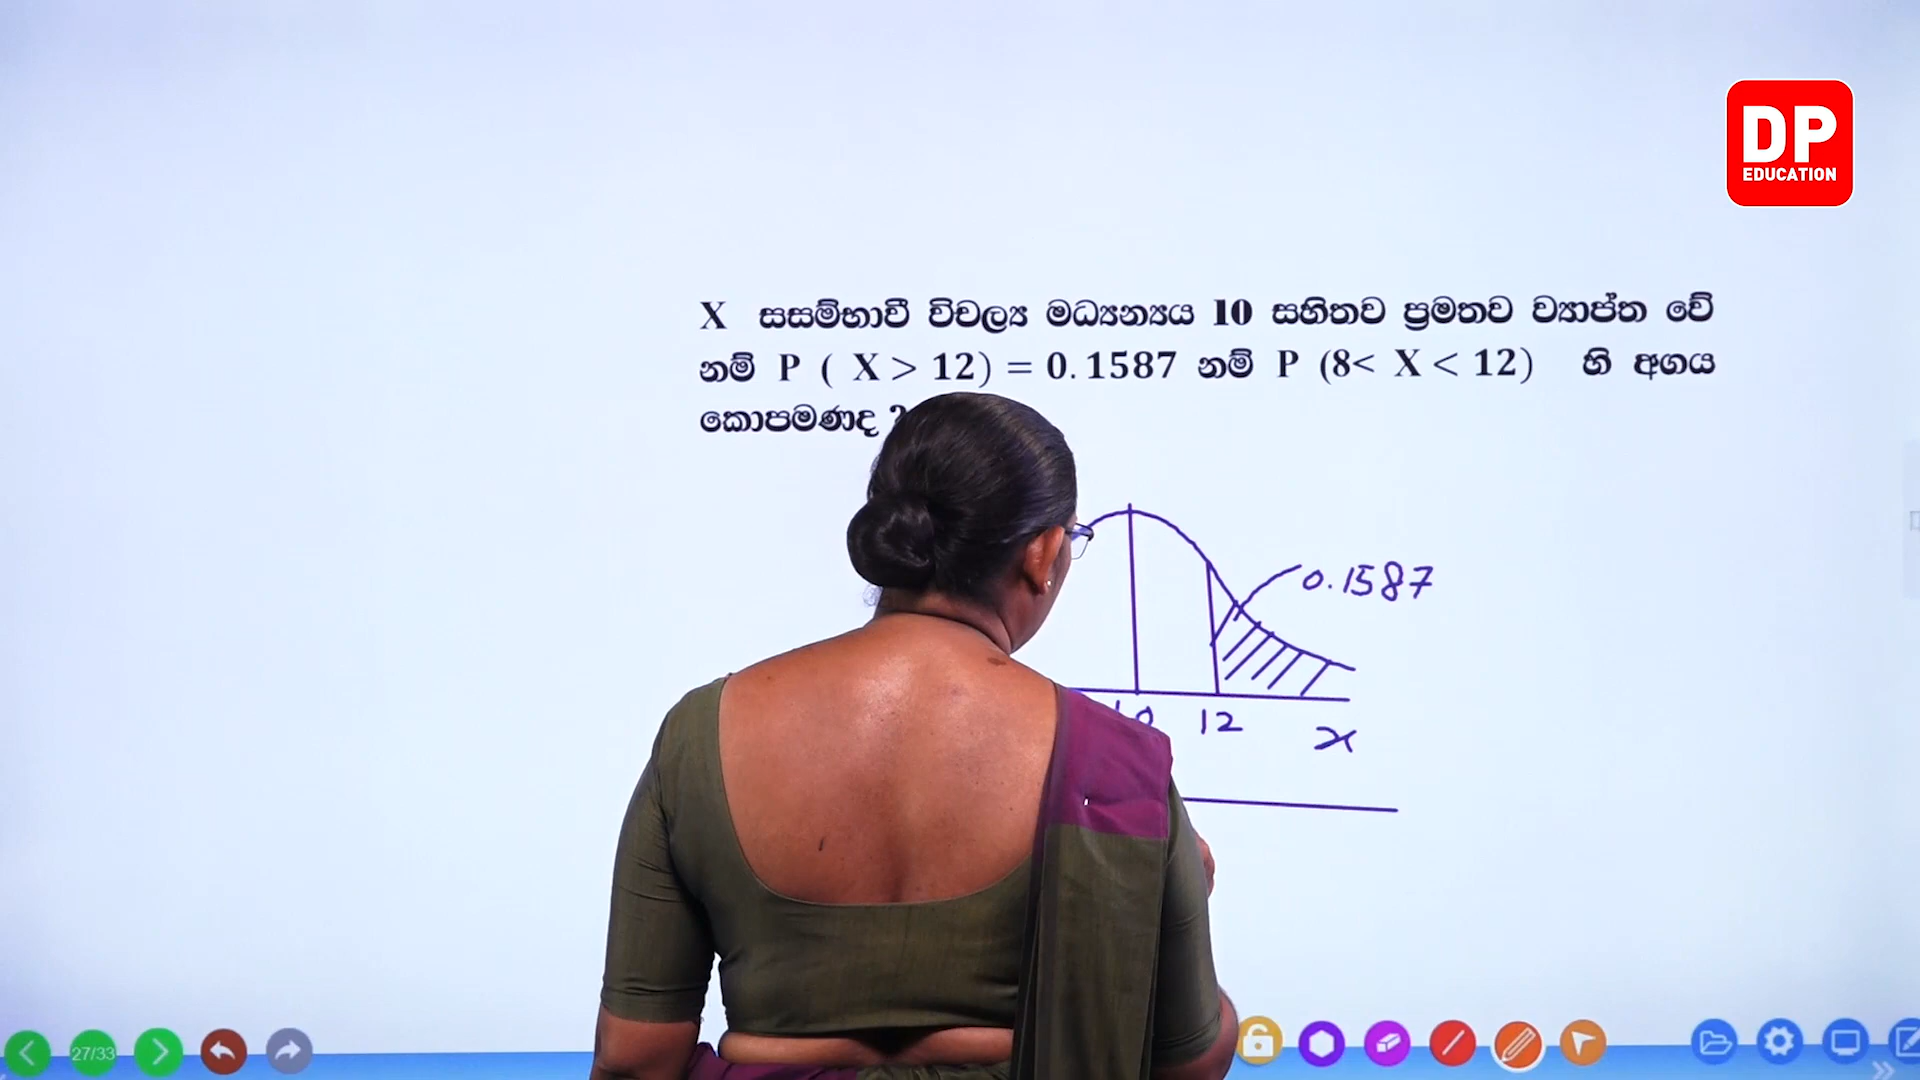 DP
EDUCATION
X සසම්භාවී විචල්‍ය මධ්‍යන්‍යය 10 සහිතව ප්‍රමතව ව්‍යාප්ත වේ
නම් P ( X > 12) = 0.1587 නම් P (8< X < 12) හි අගය
කොපමණද ?
0.1587
10 12 x
27/33